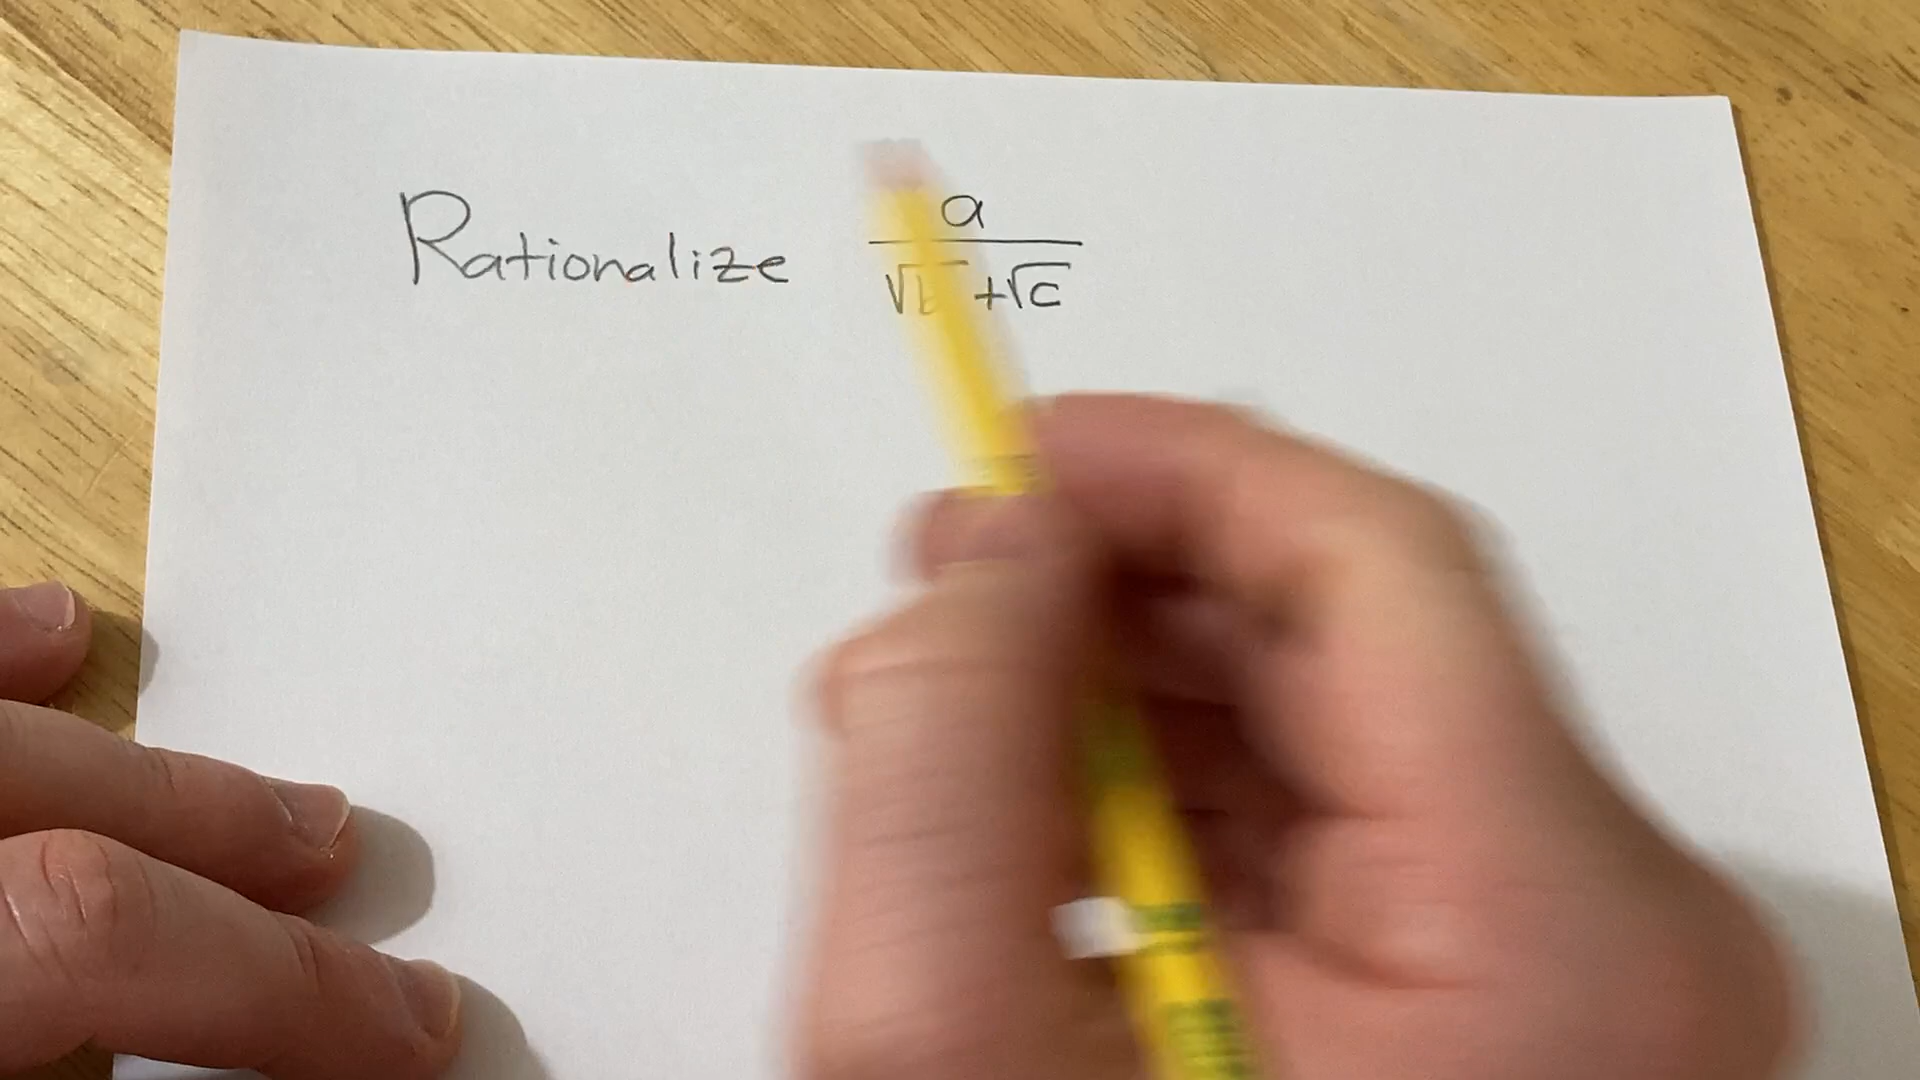 Rationalize a
√b +√c